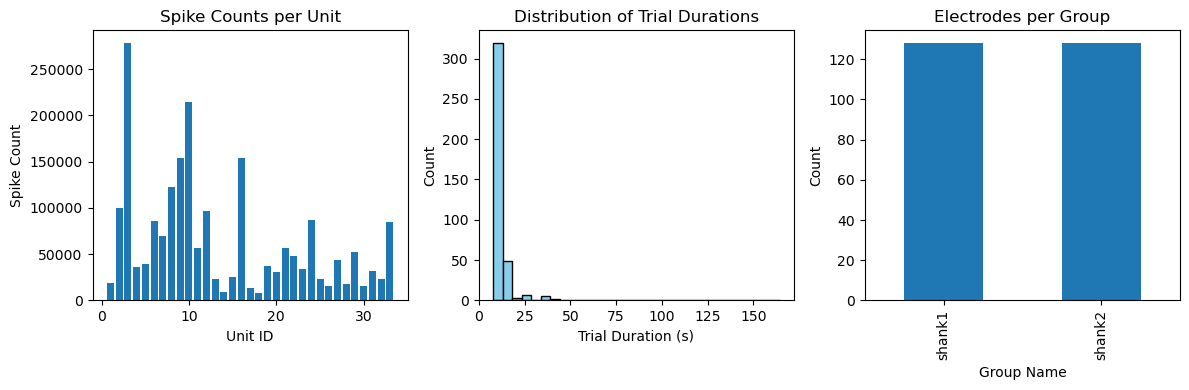 Spike Counts per Unit
Spike Count
250000
200000
150000
100000
50000
0
0 10 20 30
Unit ID
Distribution of Trial Durations
Count
300
250
200
150
100
50
0
0 25 50 75 100 125 150
Trial Duration (s)
Electrodes per Group
Count
120
100
80
60
40
20
0
shank1
shank2
Group Name